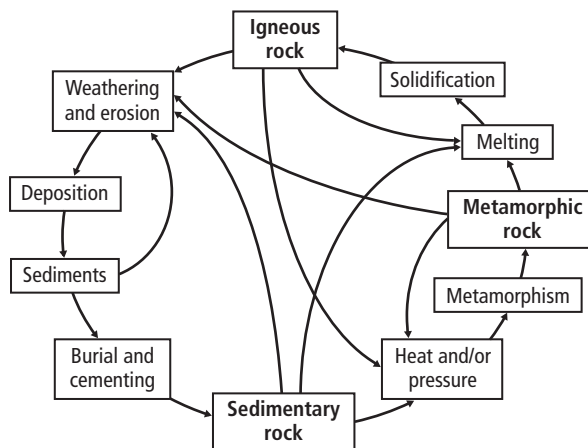 Igneous
rock
Weathering
and erosion
Solidification
Melting
Deposition
Metamorphic
rock
Sediments
Metamorphism
Burial and
cementing
Heat and/or
pressure
Sedimentary
rock